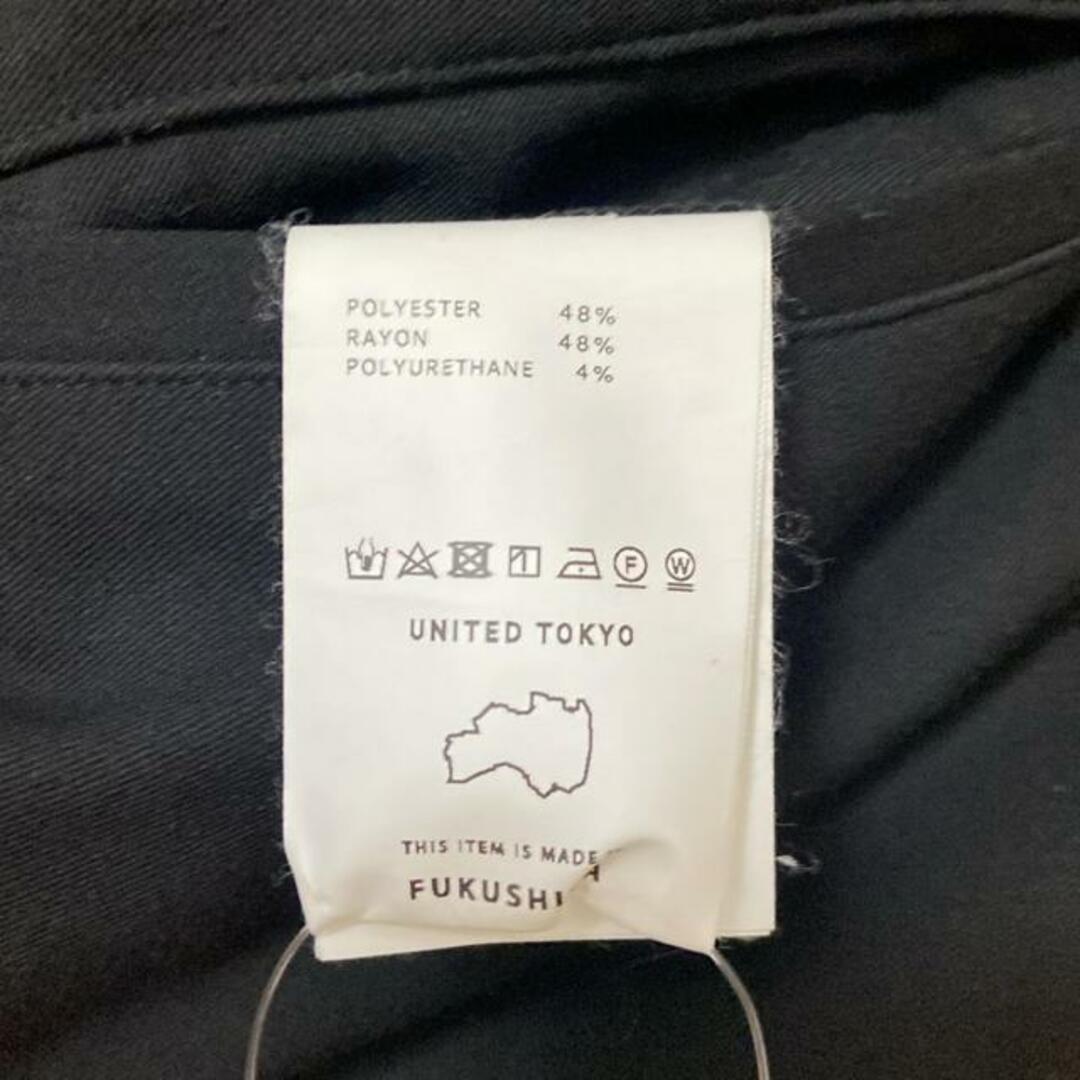 POLYESTER 48%
RAYON 48%
POLYURETHANE 4%
F W
UNITED TOKYO
THIS ITEM IS MADE